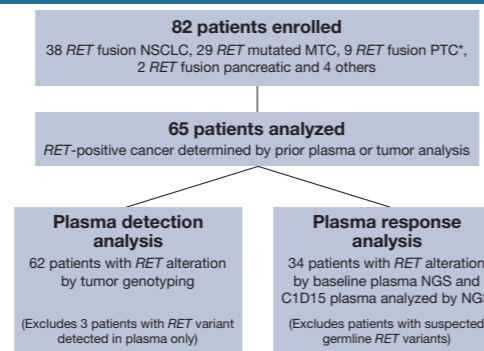 82 patients enrolled
38 RET fusion NSCLC, 29 RET mutated MTC, 9 RET fusion PTC*,
2 RET fusion pancreatic and 4 others
65 patients analyzed
RET-positive cancer determined by prior plasma or tumor analysis
Plasma detection
analysis
62 patients with RET alteration
by tumor genotyping
(Excludes 3 patients with RET variant
detected in plasma only)
Plasma response
analysis
34 patients with RET alteration
by baseline plasma NGS and
C1D15 plasma analyzed by NGS
(Excludes patients with suspected
germline RET variants)